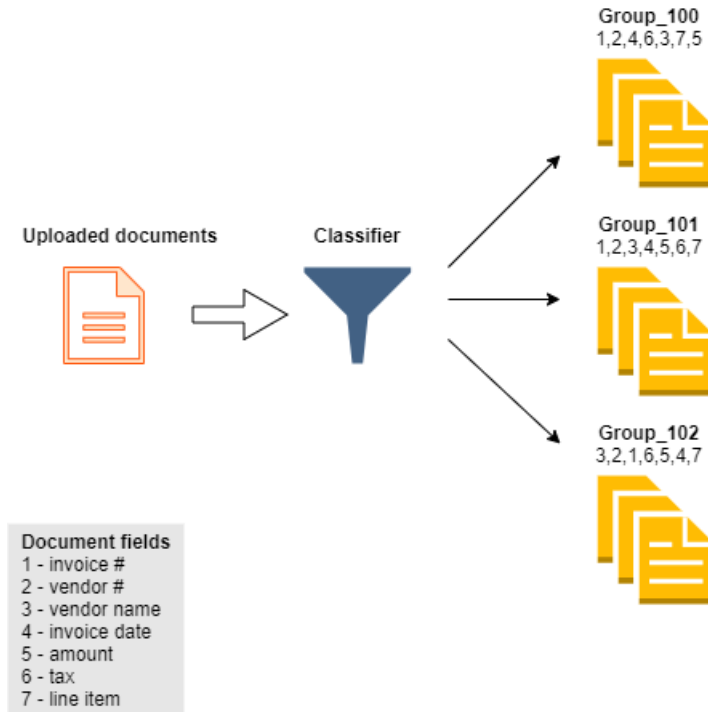 Group_100
1,2,4,6,3,7,5
Uploaded documents
Classifier
Group_101
1,2,3,4,5,6,7
Group_102
3,2,1,6,5,4,7
Document fields
1 - invoice #
2 - vendor #
3 - vendor name
4 - invoice date
5 - amount
6 - tax
7 - line item